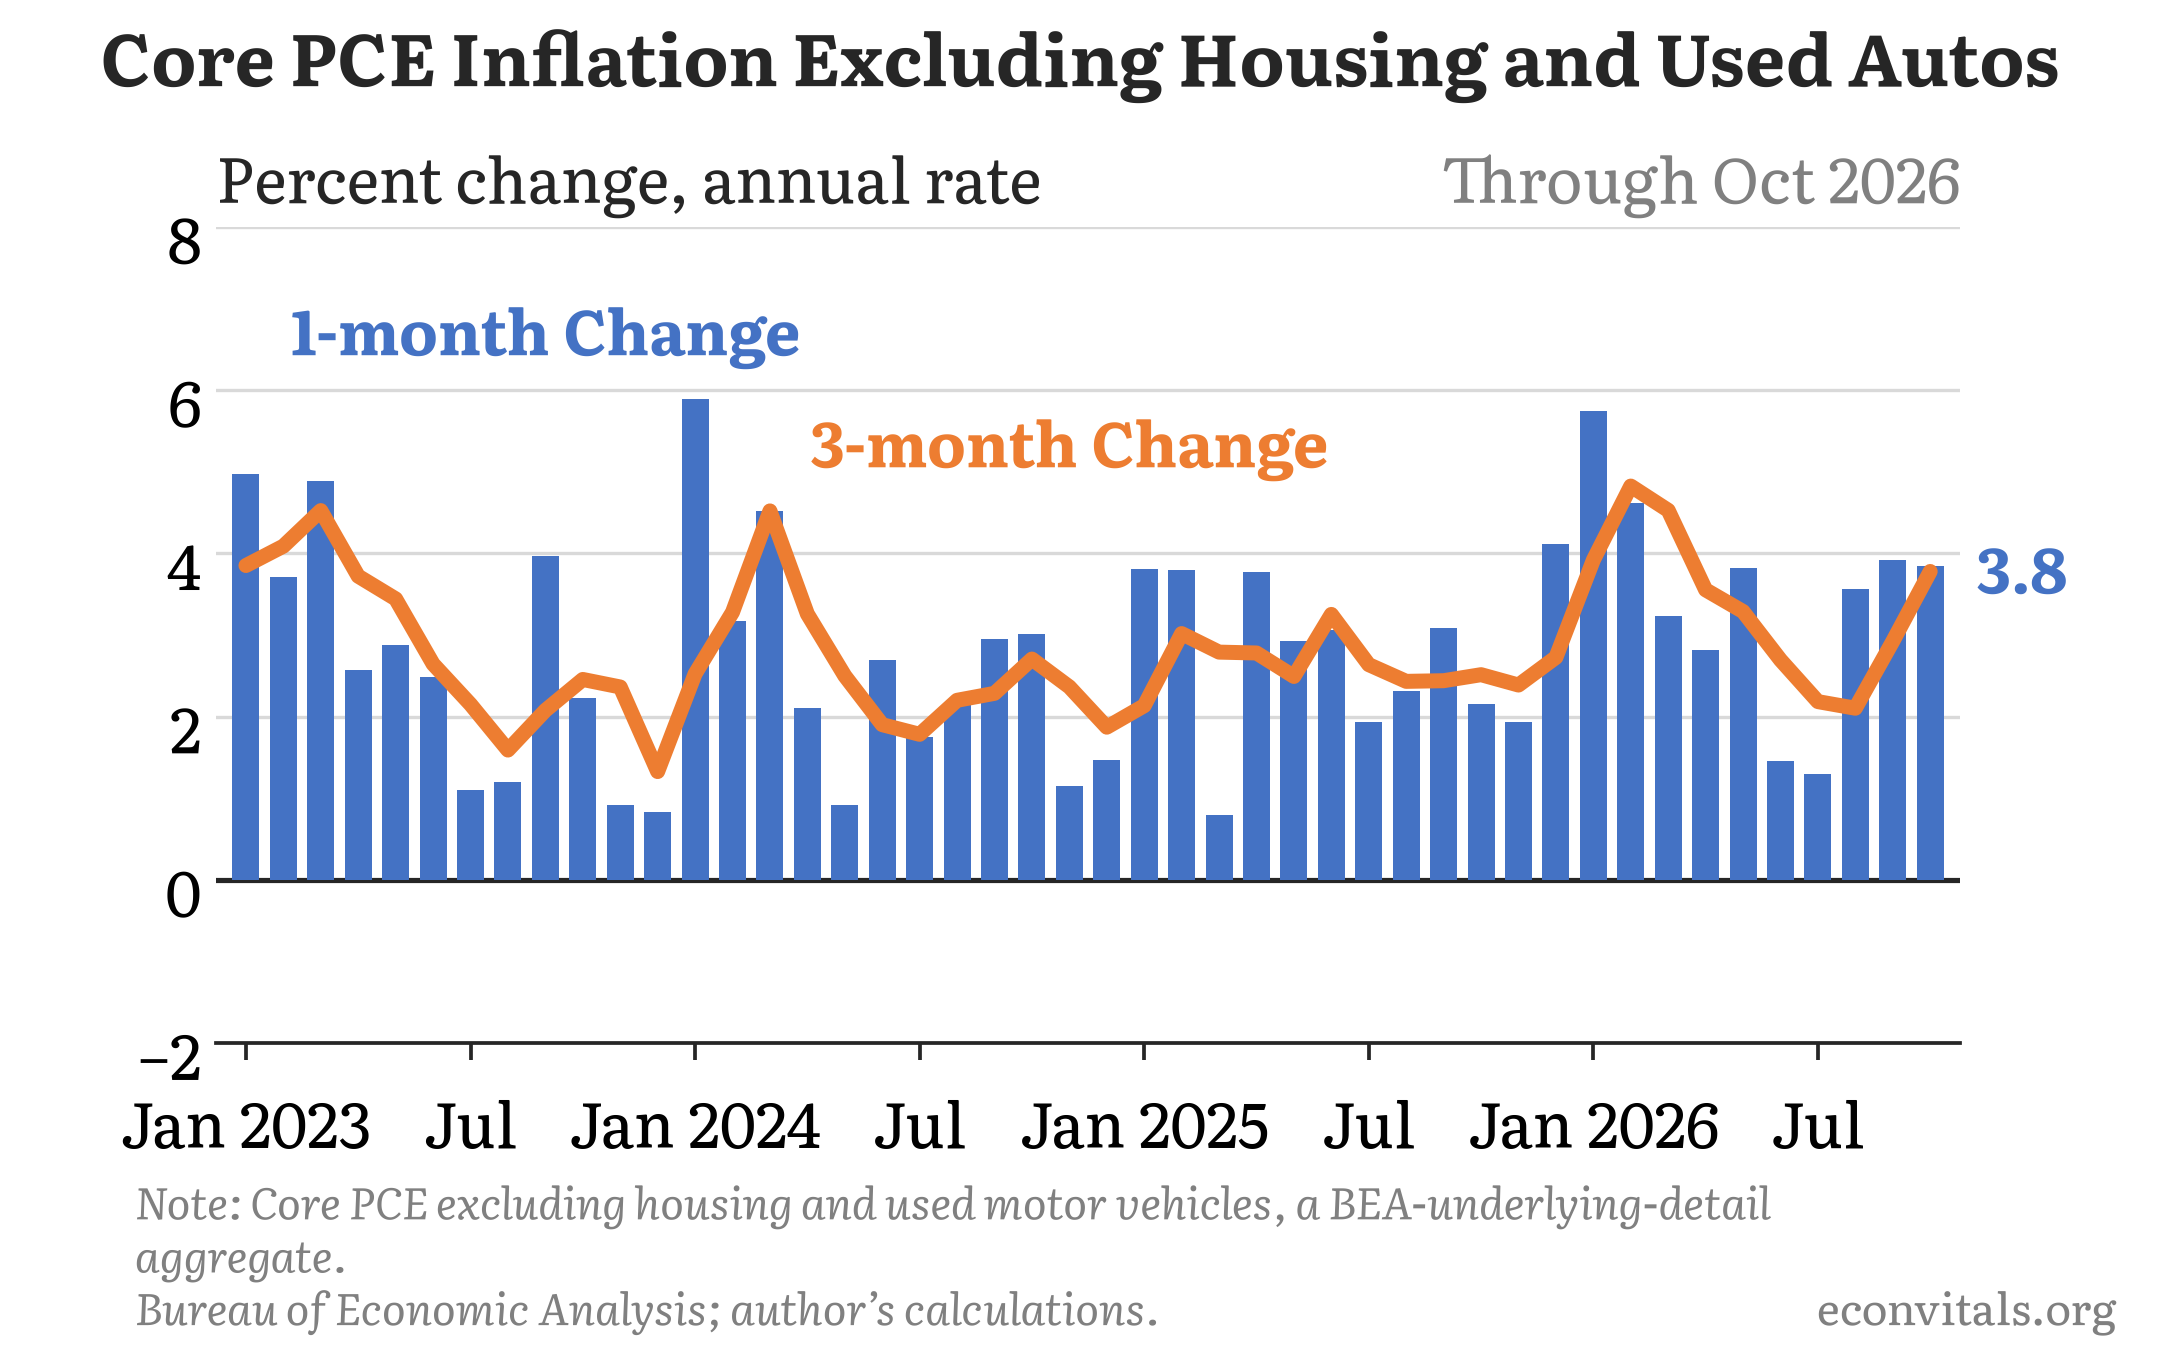 Core PCE Inflation Excluding Housing and Used Autos
Percent change, annual rate
Through Oct 2026
8
1-month Change
6
3-month Change
4
3.8
2
0
−2
Jan 2023 Jul Jan 2024 Jul Jan 2025 Jul Jan 2026 Jul
Note: Core PCE excluding housing and used motor vehicles, a BEA-underlying-detail
aggregate.
Bureau of Economic Analysis; author’s calculations.
econvitals.org